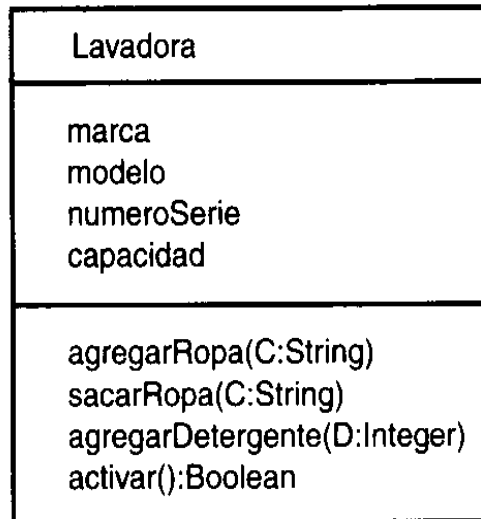 Lavadora
marca
modelo
numeroSerie
capacidad
agregarRopa(C:String)
sacarRopa(C:String)
agregarDetergente(D:Integer)
activar():Boolean